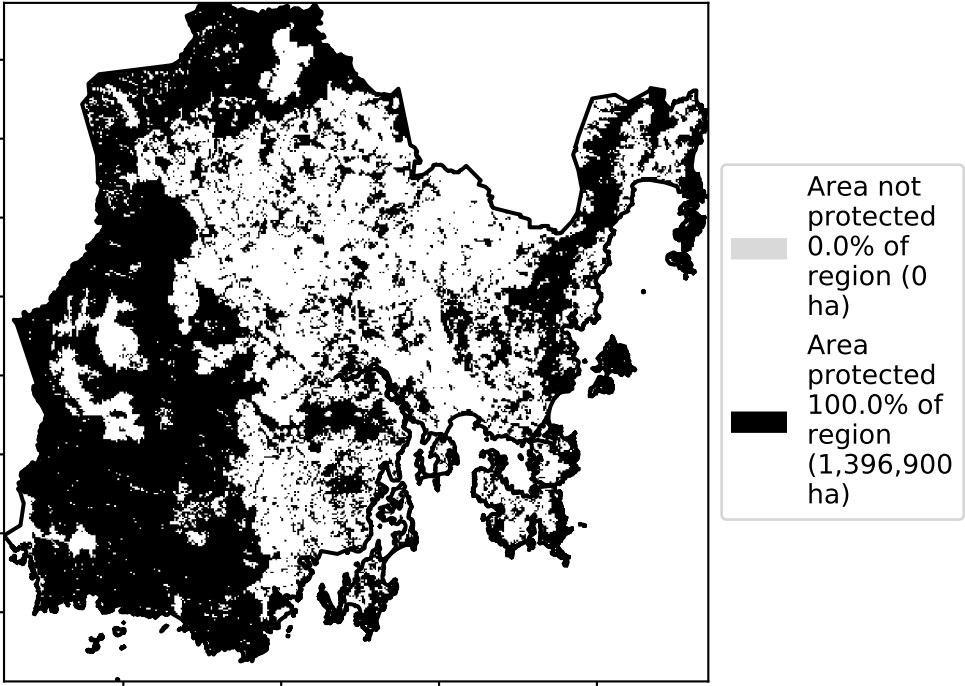 Area not
protected
0.0% of
region (0
ha)
Area
protected
100.0% of
region
(1,396,900
ha)